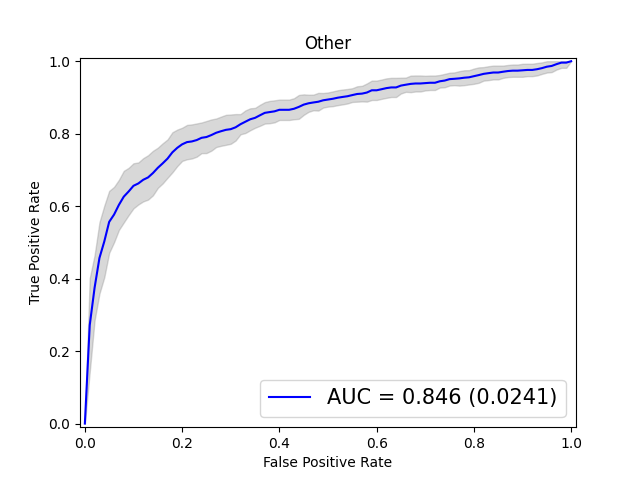 Other
True Positive Rate
1.0
0.8
0.6
0.4
0.2
0.0
AUC = 0.846 (0.0241)
0.0 0.2 0.4 0.6 0.8 1.0
False Positive Rate